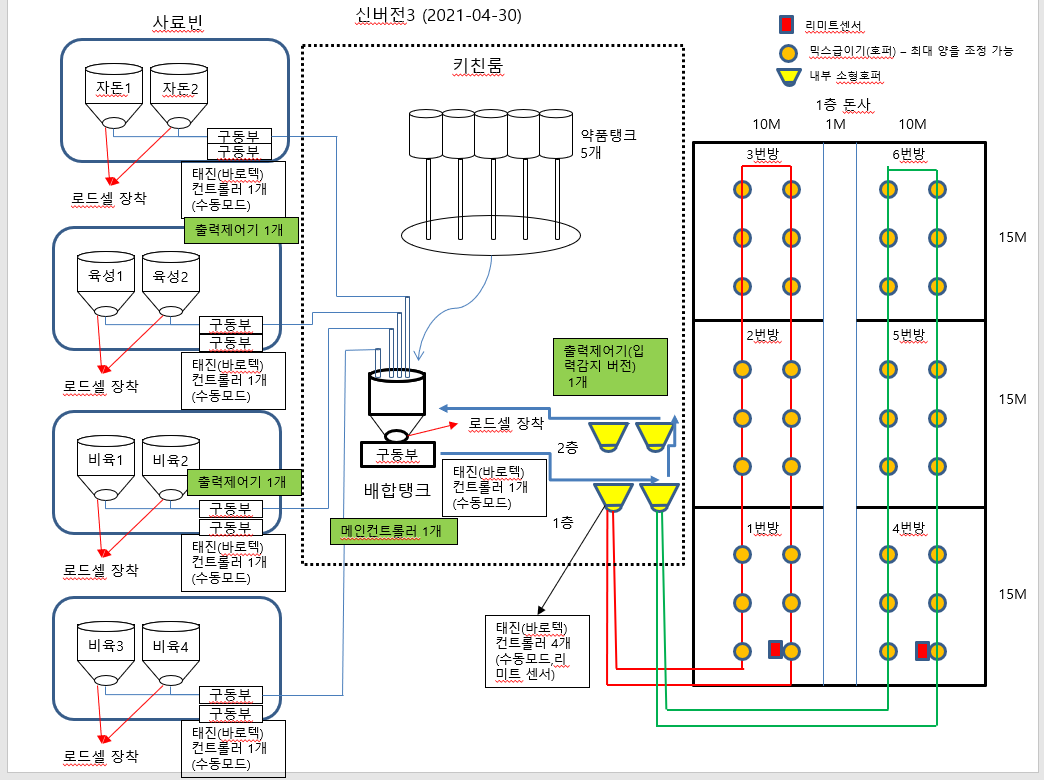 신버전3 (2021-04-30)
사료빈
자돈1
자돈2
구동부
구동부
로드셀 장착
태진(바로텍)
컨트롤러 1개
(수동모드)
출력제어기 1개
육성1
육성2
구동부
구동부
로드셀 장착
태진(바로텍)
컨트롤러 1개
(수동모드)
비육1
비육2
출력제어기 1개
구동부
구동부
로드셀 장착
태진(바로텍)
컨트롤러 1개
(수동모드)
비육3
비육4
구동부
구동부
로드셀 장착
태진(바로텍)
컨트롤러 1개
(수동모드)
키친룸
약품탱크
5개
출력제어기(입
력감지 버전)
1개
로드셀 장착
2층
구동부
배합탱크
태진(바로텍)
컨트롤러 1개
(수동모드)
메인컨트롤러 1개
1층
태진(바로텍)
컨트롤러 4개
(수동모드,리
미트 센서)
리미트센서
믹스급이기(호퍼) – 최대 양을 조정 가능
내부 소형호퍼
1층 돈사
10M
1M
10M
3번방
6번방
15M
2번방
5번방
15M
1번방
4번방
15M